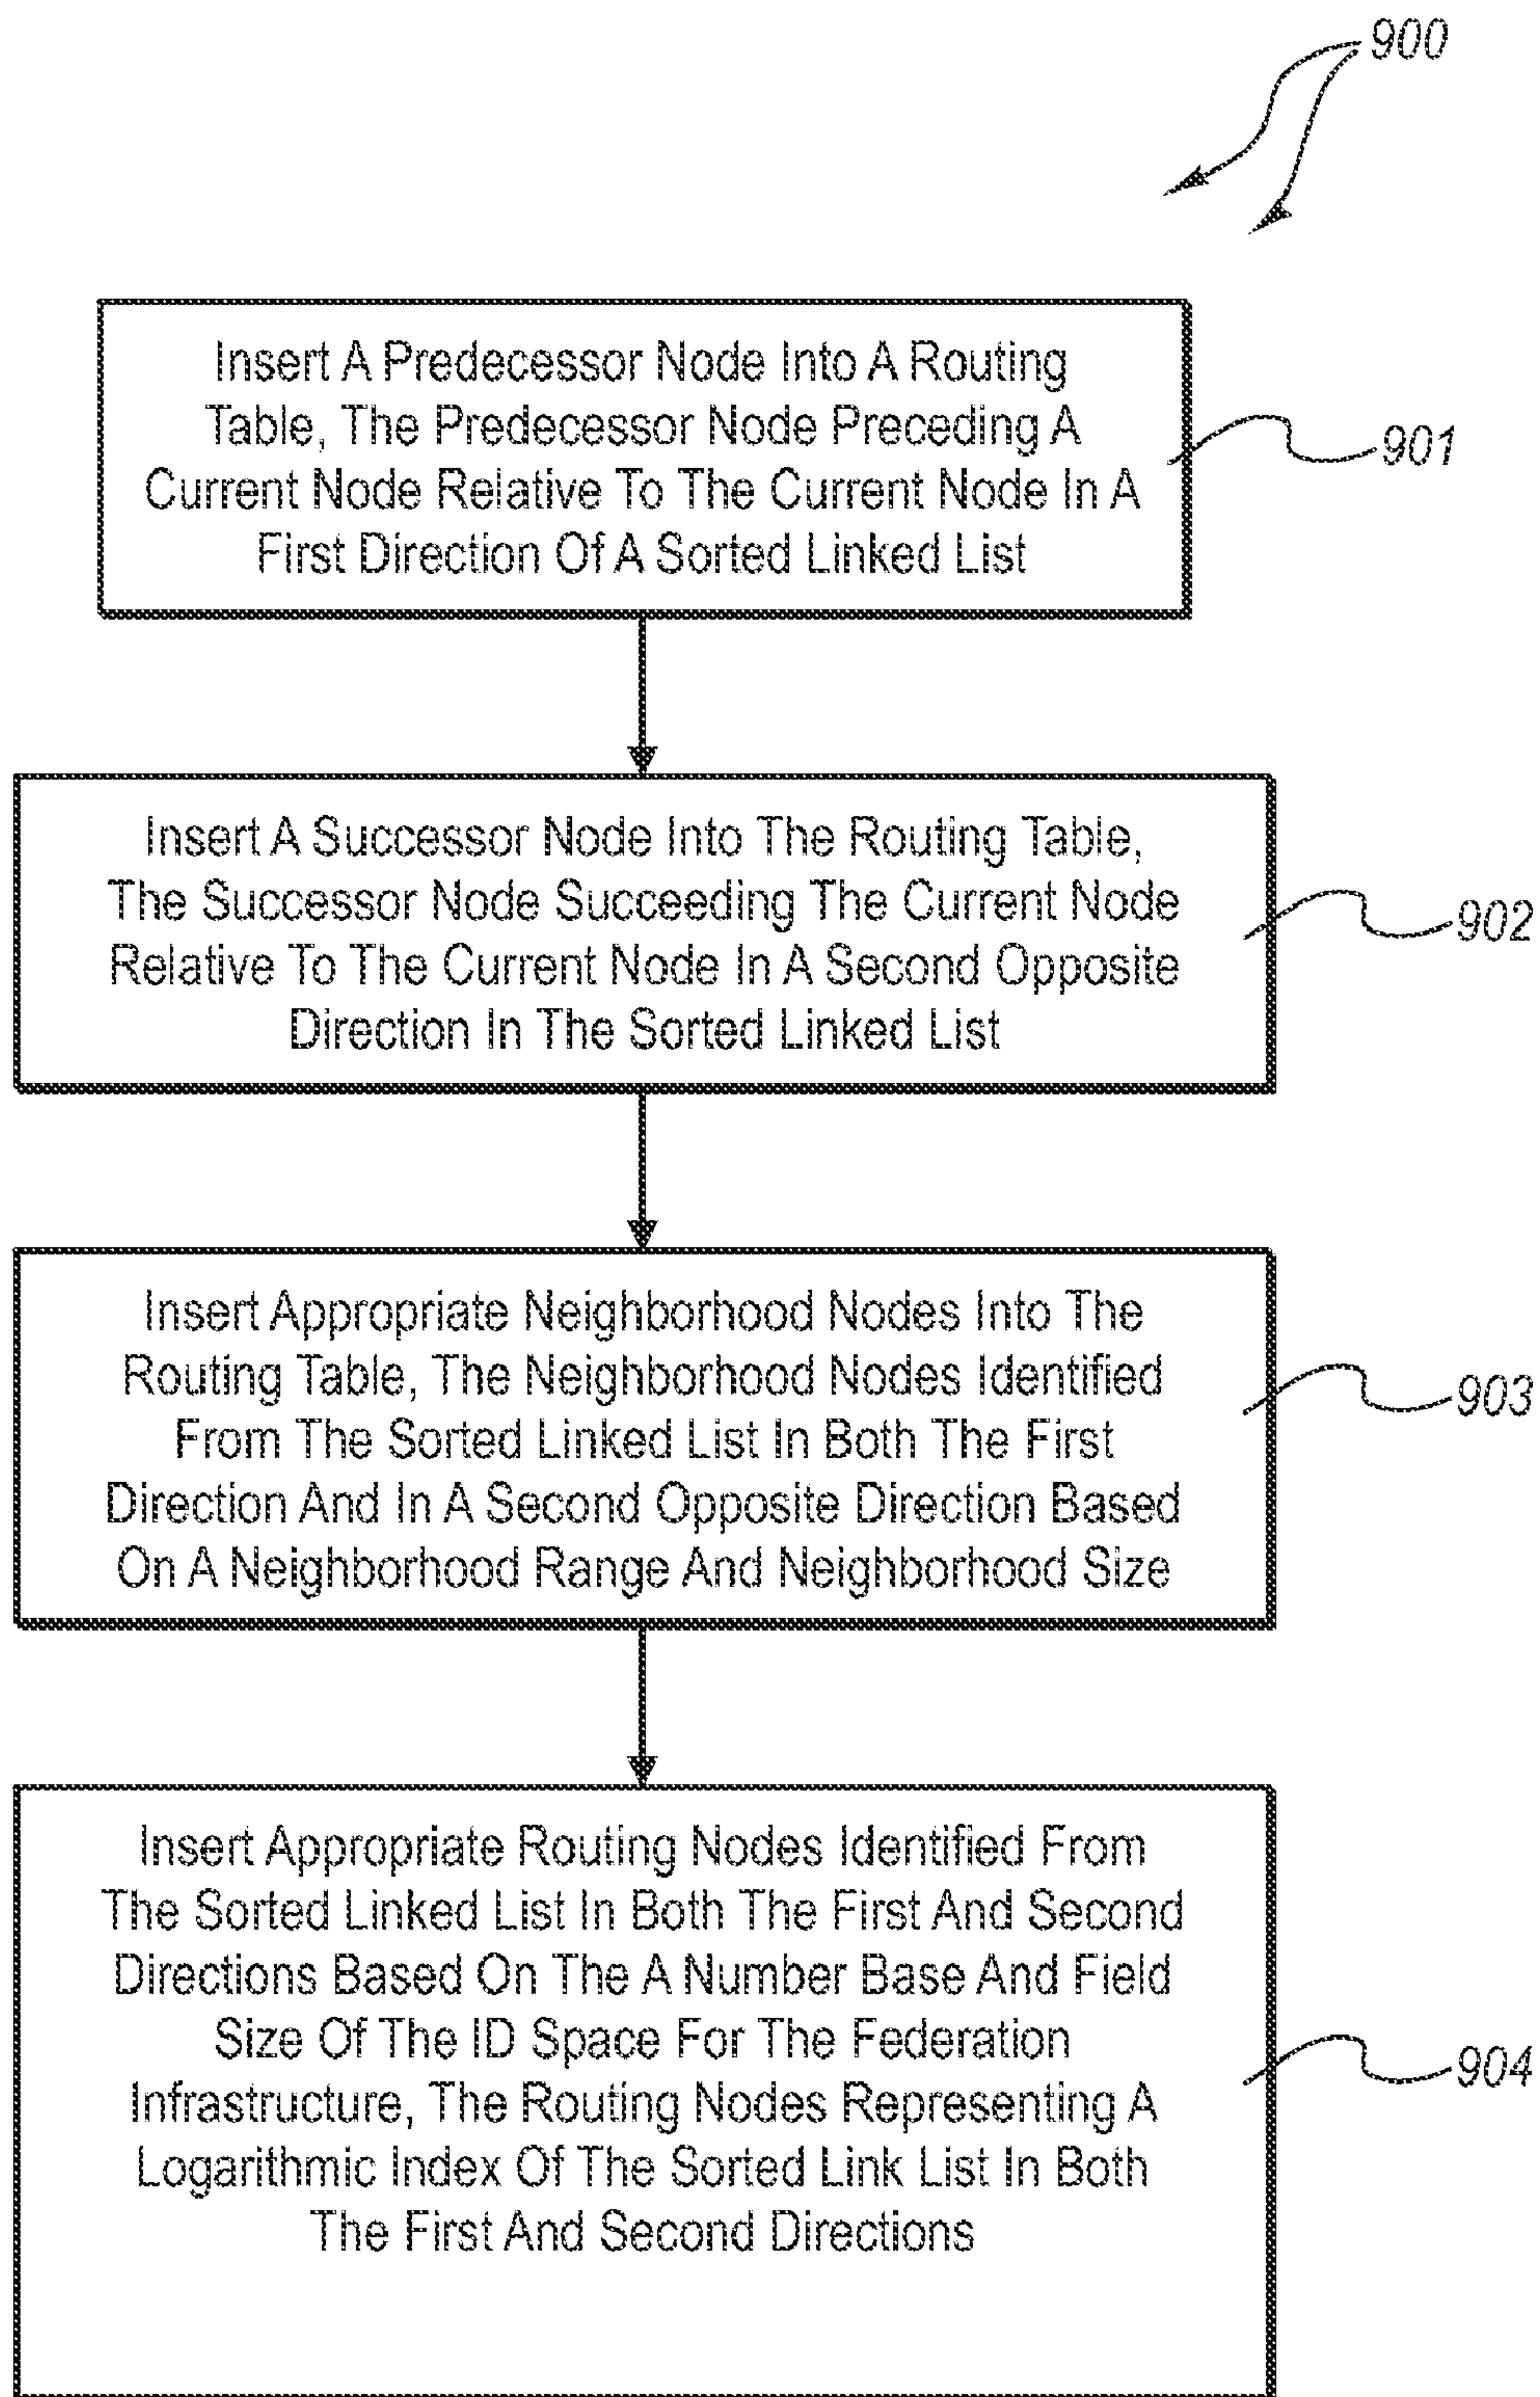 900
Insert A Predecessor Node Into A Routing
Table, The Predecessor Node Preceding A
Current Node Relative To The Current Node In A
First Direction Of A Sorted Linked List
901
Insert A Successor Node Into The Routing Table,
The Successor Node Succeeding The Current Node
Relative To The Current Node In A Second Opposite
Direction In The Sorted Linked List
902
Insert Appropriate Neighborhood Nodes Into The
Routing Table, The Neighborhood Nodes Identified
From The Sorted Linked List In Both The First
Direction And In A Second Opposite Direction Based
On A Neighborhood Range And Neighborhood Size
903
Insert Appropriate Routing Nodes Identified From
The Sorted Linked List In Both The First And Second
Directions Based On The A Number Base And Field
Size Of The ID Space For The Federation
Infrastructure, The Routing Nodes Representing A
Logarithmic Index Of The Sorted Link List In Both
The First And Second Directions
904